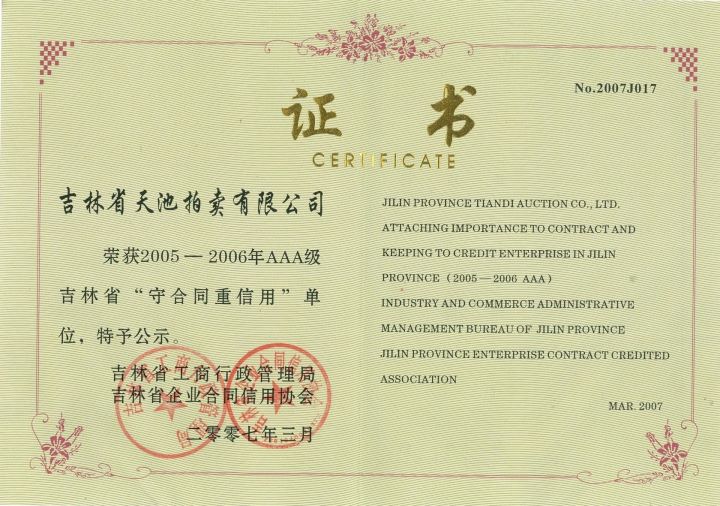 No.2007J017
证书
CERTIFICATE
吉林省天池拍卖有限公司
荣获2005—2006年AAA级
吉林省“守合同重信用”单
位，特予公示。
吉林省工商行政管理局
吉林省企业合同信用协会
二零零七年三月
JILIN PROVINCE TIANDI AUCTION CO., LTD.
ATTACHING IMPORTANCE TO CONTRACT AND
KEEPING TO CREDIT ENTERPRISE IN JILIN
PROVINCE（2005—2006 AAA）
INDUSTRY AND COMMERCE ADMINISTRATIVE
MANAGEMENT BUREAU OF JILIN PROVINCE
JILIN PROVINCE ENTERPRISE CONTRACT CREDITED
ASSOCIATION
MAR. 2007